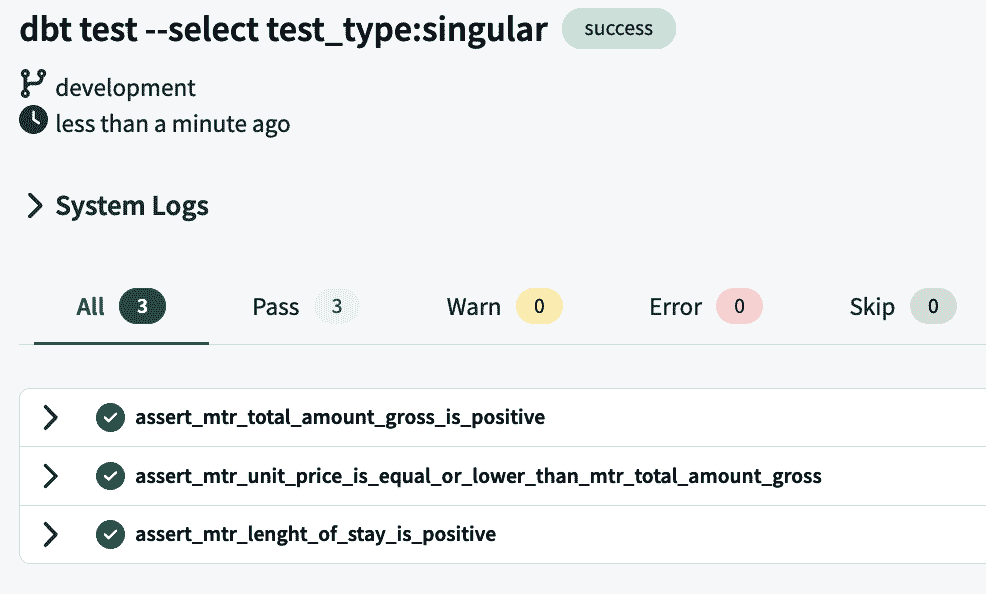 dbt test --select test_type:singular success
development
less than a minute ago
System Logs
All 3 Pass 3 Warn 0 Error 0 Skip 0
assert_mtr_total_amount_gross_is_positive
assert_mtr_unit_price_is_equal_or_lower_than_mtr_total_amount_gross
assert_mtr_lenght_of_stay_is_positive